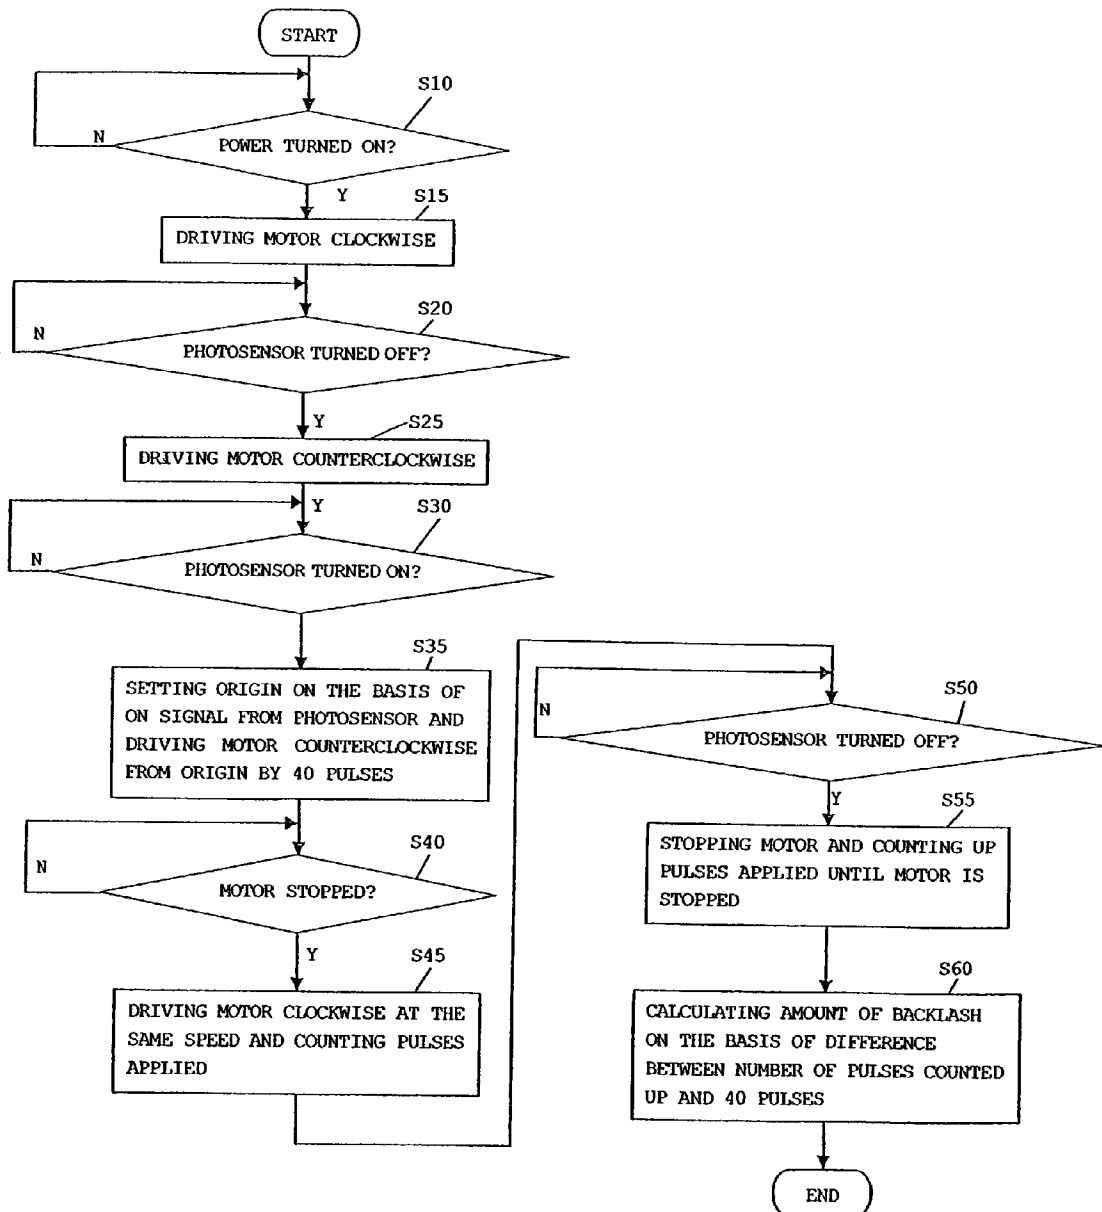 START
S10
N
POWER TURNED ON?
Y
S15
DRIVING MOTOR CLOCKWISE
S20
N
PHOTOSENSOR TURNED OFF?
Y
S25
DRIVING MOTOR COUNTERCLOCKWISE
Y
S30
N
PHOTOSENSOR TURNED ON?
S35
SETTING ORIGIN ON THE BASIS OF
ON SIGNAL FROM PHOTOSENSOR AND
DRIVING MOTOR COUNTERCLOCKWISE
FROM ORIGIN BY 40 PULSES
S40
N
MOTOR STOPPED?
Y
S45
DRIVING MOTOR CLOCKWISE AT THE
SAME SPEED AND COUNTING PULSES
APPLIED
S50
N
PHOTOSENSOR TURNED OFF?
Y
S55
STOPPING MOTOR AND COUNTING UP
PULSES APPLIED UNTIL MOTOR IS
STOPPED
S60
CALCULATING AMOUNT OF BACKLASH
ON THE BASIS OF DIFFERENCE
BETWEEN NUMBER OF PULSES COUNTED
UP AND 40 PULSES
END